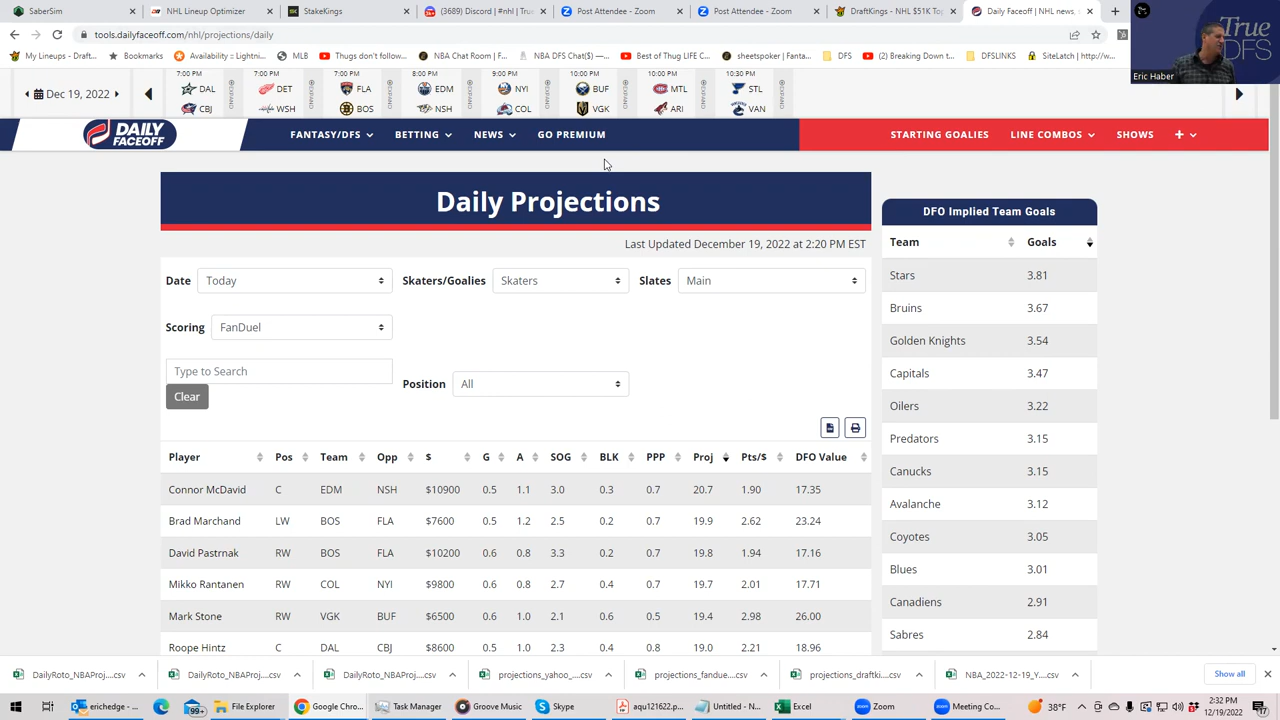 SaberSim
NHL Lineup Optimizer
StakeKings
(3689) Discord | #nhl | True
Post Attendee - Zoom
Post Attendee - Zoom
DraftKings - NHL $51K Top
Daily Faceoff | NHL news, s
tools.dailyfaceoff.com/nhl/projections/daily
My Lineups - Draft...
Bookmarks
Availability :: Lightni...
MLB
Thugs don't follow...
NBA Chat Room | F...
NBA DFS Chat($) —...
Best of Thug LIFE C...
sheetspoker | Fanta...
DFS
(2) Breaking Down t...
DFSLINKS
SiteLatch | http://w...
True
DFS
Eric Haber
Dec 19, 2022
7:00 PM
DAL
CBJ
7:00 PM
DET
WSH
7:00 PM
FLA
BOS
8:00 PM
EDM
NSH
9:00 PM
NYI
COL
10:00 PM
BUF
VGK
10:00 PM
MTL
ARI
10:30 PM
STL
VAN
DAILY
FACEOFF
FANTASY/DFS
BETTING
NEWS
GO PREMIUM
STARTING GOALIES
LINE COMBOS
SHOWS
+
Daily Projections
Last Updated December 19, 2022 at 2:20 PM EST
Date Today Skaters/Goalies Skaters Slates Main
Scoring FanDuel
Type to Search
Clear
Position All
Player Pos Team Opp $ G A SOG BLK PPP Proj Pts/$ DFO Value
Connor McDavid C EDM NSH $10900 0.5 1.1 3.0 0.3 0.7 20.7 1.90 17.35
Brad Marchand LW BOS FLA $7600 0.5 1.2 2.5 0.2 0.7 19.9 2.62 23.24
David Pastrnak RW BOS FLA $10200 0.6 0.8 3.3 0.2 0.7 19.8 1.94 17.16
Mikko Rantanen RW COL NYI $9800 0.6 0.8 2.7 0.4 0.7 19.7 2.01 17.71
Mark Stone RW VGK BUF $6500 0.5 1.0 2.1 0.6 0.5 19.4 2.98 26.00
Roope Hintz C DAL CBJ $8600 0.5 1.0 2.3 0.4 0.8 19.0 2.21 18.96
DFO Implied Team Goals
Team Goals
Stars 3.81
Bruins 3.67
Golden Knights 3.54
Capitals 3.47
Oilers 3.22
Predators 3.15
Canucks 3.15
Avalanche 3.12
Coyotes 3.05
Blues 3.01
Canadiens 2.91
Sabres 2.84
DailyRoto_NBAProj....csv
DailyRoto_NBAProj....csv
DailyRoto_NBAProj....csv
projections_yahoo_....csv
projections_fandue....csv
projections_draftki....csv
NBA_2022-12-19_Y....csv
Show all
erichedge - ...
99+
File Explorer
Google Chro...
Task Manager
Groove Music
Skype
aqu121622.p...
Untitled - No...
Excel
Zoom
Meeting Co...
38°F
2:32 PM
12/19/2022
17